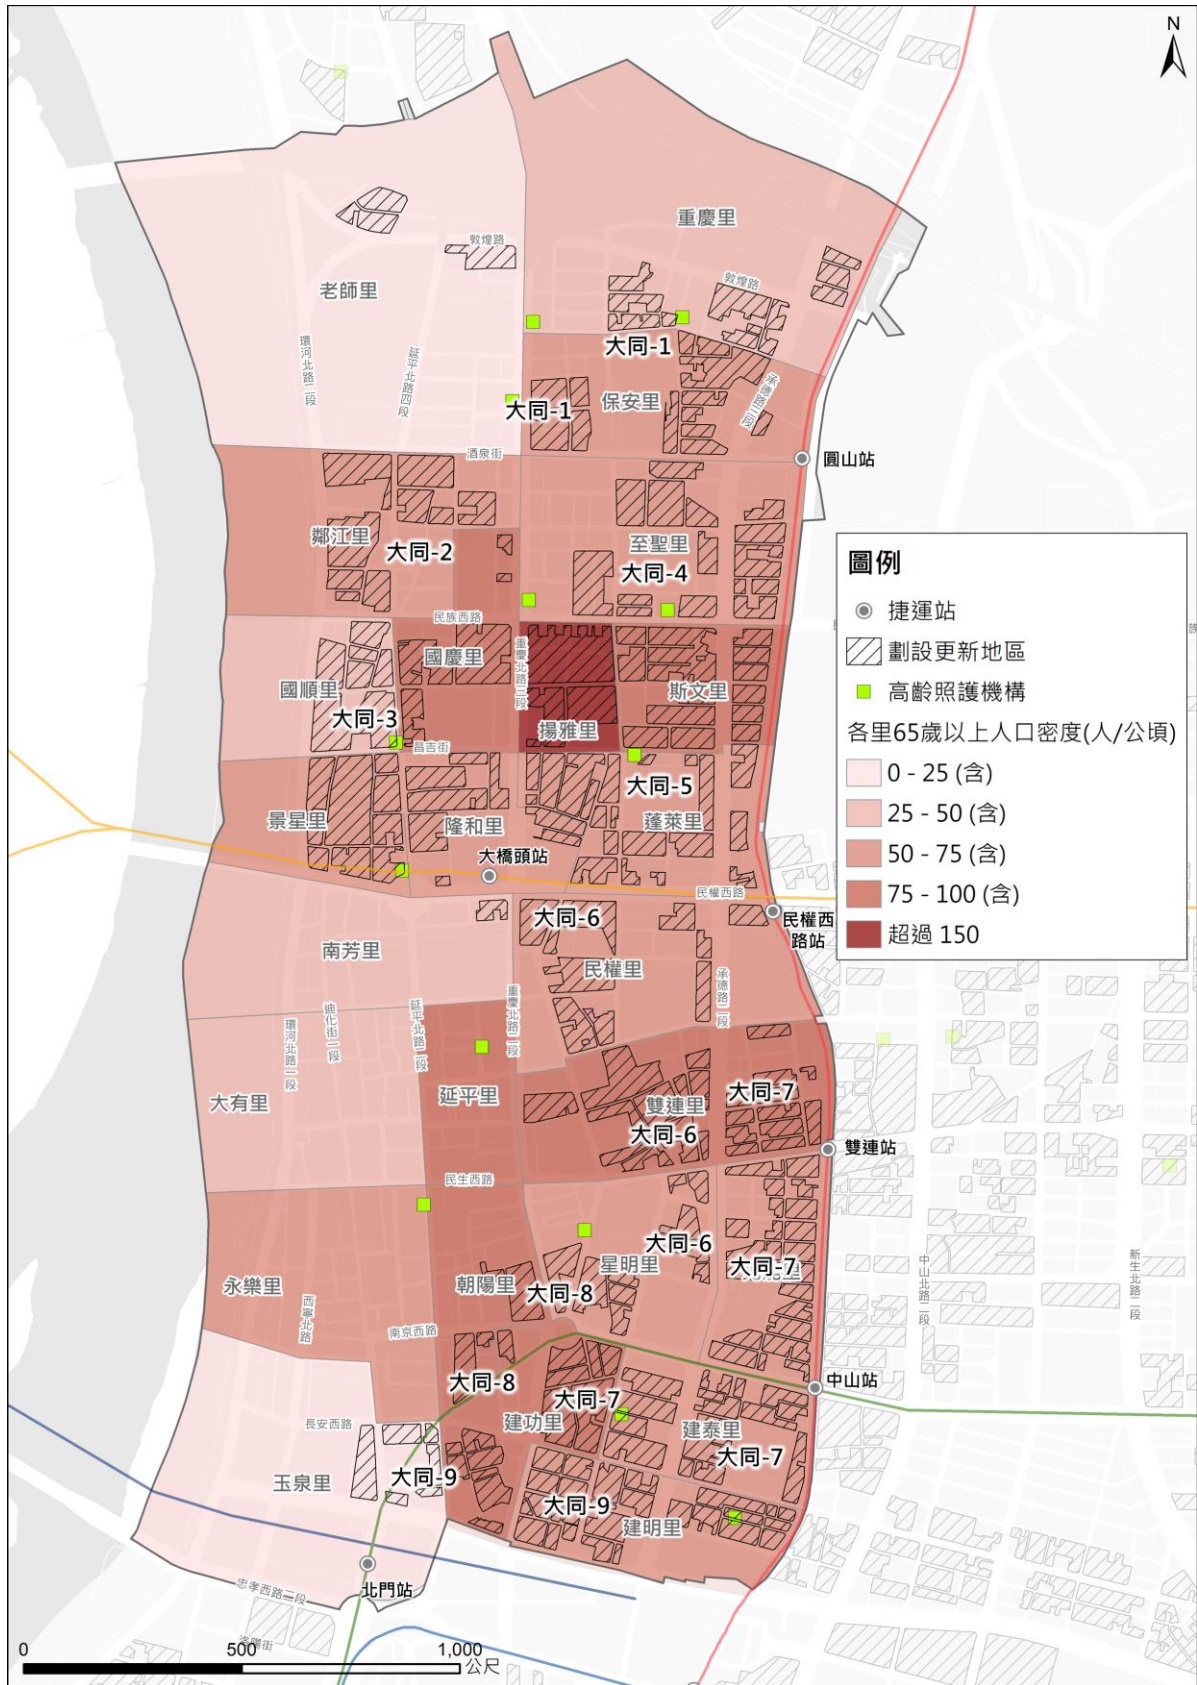 N
重慶里
敦煌路
老師里
敦煌路
環河北路二段
延平北路四段
大同-1
承德路三段
保安里
大同-1
酒泉街
圓山站
鄰江里
大同-2
至聖里
大同-4
民族西路
國慶里
重慶北路三段
國順里
斯文里
大同-3
揚雅里
昌吉街
大同-5
景星里
隆和里
蓬萊里
大橋頭站
民權西路
民權西
路站
大同-6
南芳里
民權里
承德路二段
迪化街一段
環河北路一段
延平北路二段
重慶北路二段
大有里
延平里
雙連里
大同-7
大同-6
雙連站
民生西路
大同-6
星明里
大同-7
永樂里
朝陽里
大同-8
西寧北路
南京西路
中山北路二段
新生北路二段
大同-8
中山站
大同-7
建功里
建泰里
長安西路
大同-7
玉泉里
大同-9
大同-9
建明里
北門站
忠孝西路二段
洛陽街
0
500
1,000
公尺
圖例
捷運站
劃設更新地區
高齡照護機構
各里65歲以上人口密度(人/公頃)
0 - 25 (含)
25 - 50 (含)
50 - 75 (含)
75 - 100 (含)
超過 150